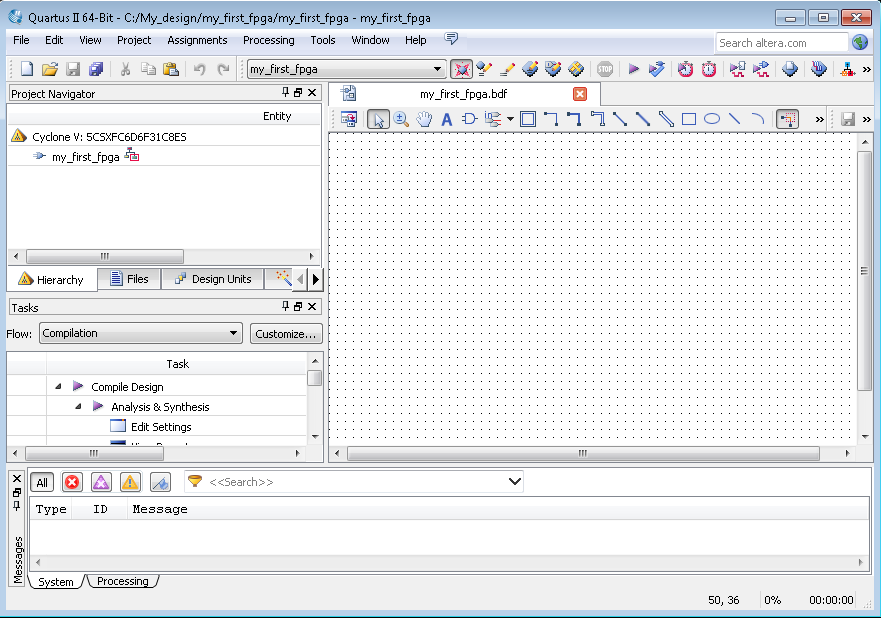 Quartus II 64-Bit - C:/My_design/my_first_fpga/my_first_fpga - my_first_fpga
File Edit View Project Assignments Processing Tools Window Help
Search altera.com
my_first_fpga
STOP
Project Navigator
my_first_fpga.bdf
Entity
Cyclone V: 5CSXFC6D6F31C8ES
my_first_fpga
Hierarchy Files Design Units
Tasks
Flow: Compilation Customize...
Task
Compile Design
Analysis & Synthesis
Edit Settings
All <<Search>>
Type ID Message
Messages
System Processing
50, 36 0% 00:00:00